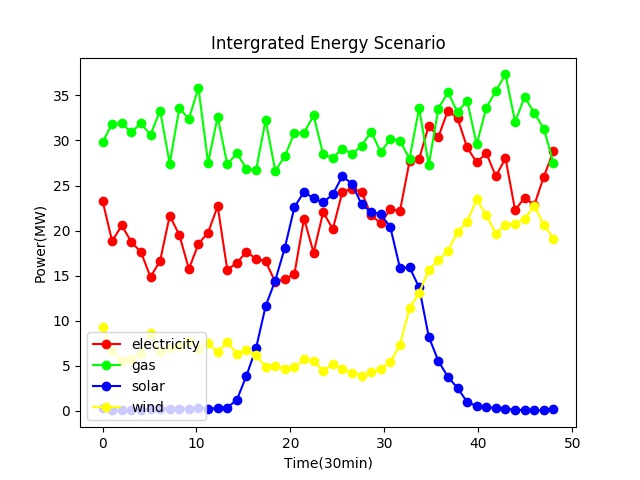 Intergrated Energy Scenario
Power(MW)
35
30
25
20
15
10
5
0
electricity
gas
solar
wind
0 10 20 30 40 50
Time(30min)